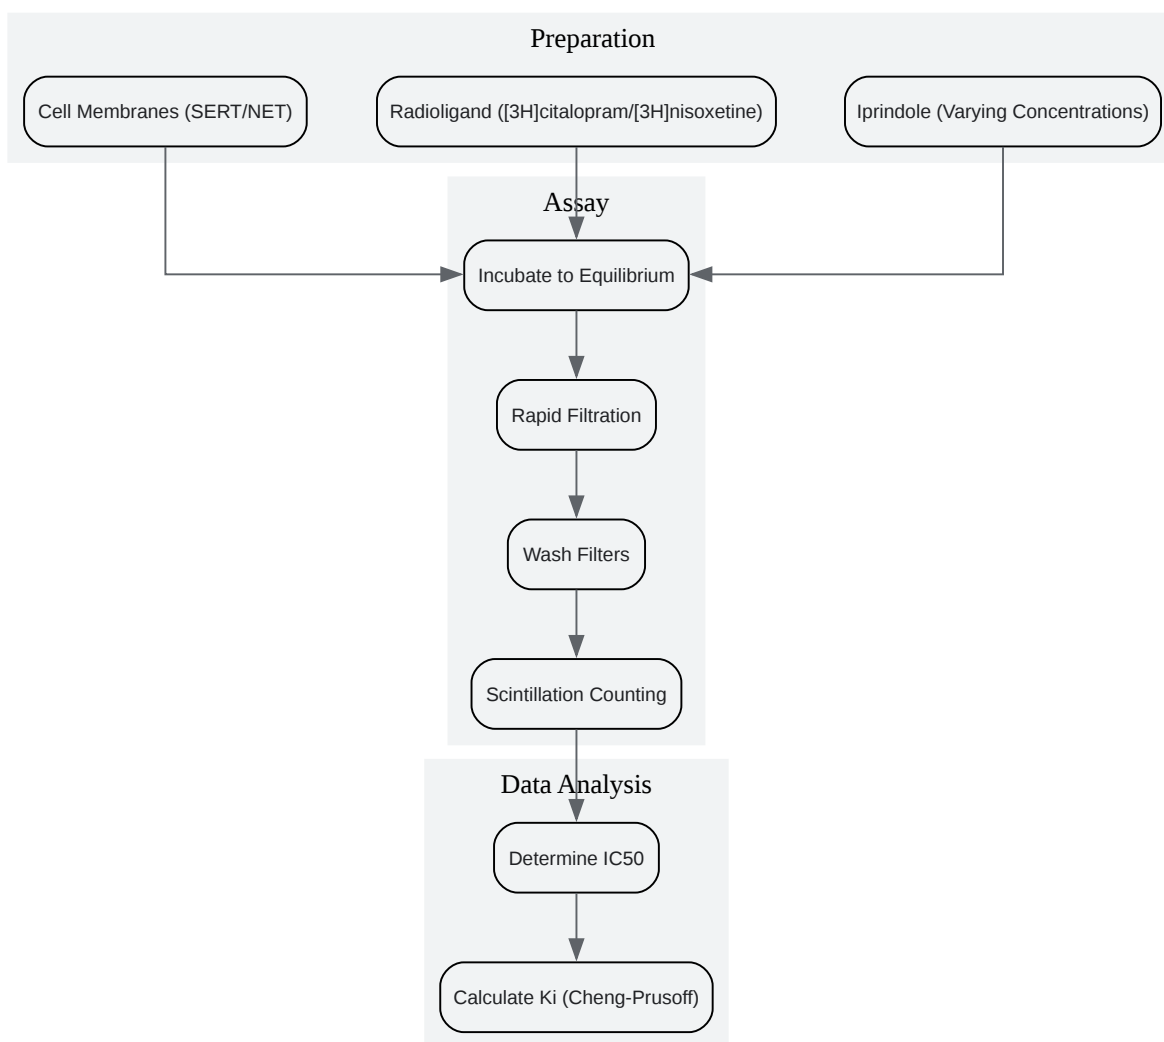 Preparation
Cell Membranes (SERT/NET)
Radioligand ([3H]citalopram/[3H]nisoxetine)
Iprindole (Varying Concentrations)
Assay
Incubate to Equilibrium
Rapid Filtration
Wash Filters
Scintillation Counting
Data Analysis
Determine IC50
Calculate Ki (Cheng-Prusoff)